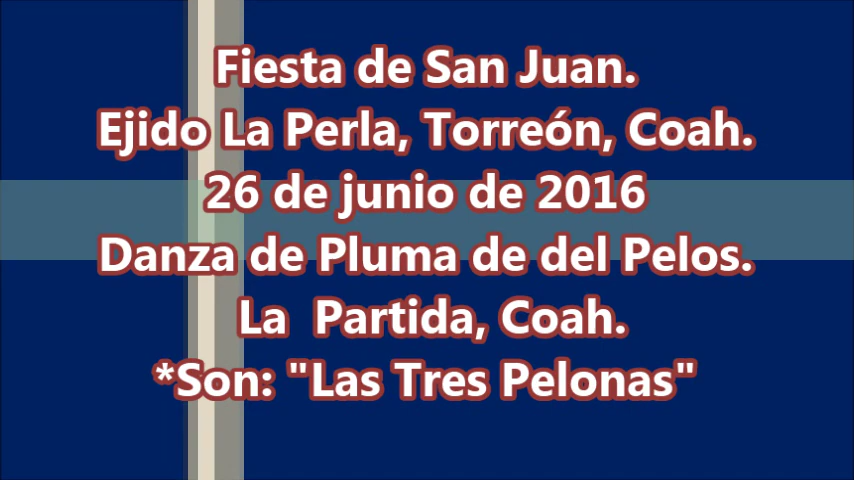 Fiesta de San Juan.
Ejido La Perla, Torreón, Coah.
26 de junio de 2016
Danza de Pluma de del Pelos.
La  Partida, Coah.
*Son: "Las Tres Pelonas"